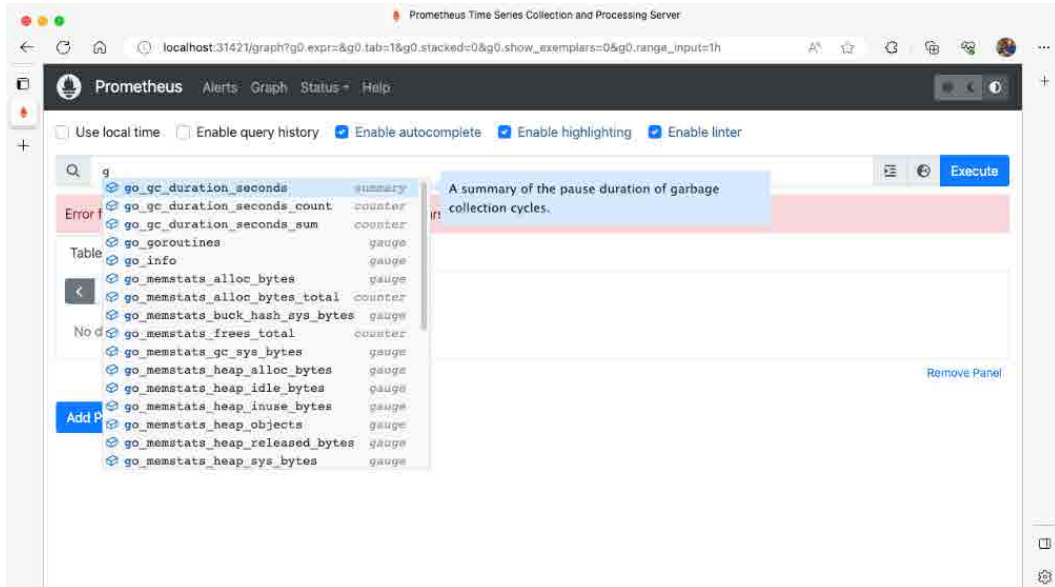 Prometheus Time Series Collection and Processing Server
localhost:31421/graph?g0.expr=&g0.tab=1&g0.stacked=0&g0.show_exemplars=0&g0.range_input=1h
Prometheus Alerts Graph Status Help
Use local time Enable query history Enable autocomplete Enable highlighting Enable linter
g
Execute
go_gc_duration_seconds summary
A summary of the pause duration of garbage
collection cycles.
go_gc_duration_seconds_count counter
Error f
go_gc_duration_seconds_sum counter
go_goroutines gauge
Table
go_info gauge
go_memstats_alloc_bytes gauge
go_memstats_alloc_bytes_total counter
go_memstats_buck_hash_sys_bytes gauge
No d
go_memstats_frees_total counter
go_memstats_gc_sys_bytes gauge
go_memstats_heap_alloc_bytes gauge
Remove Panel
go_memstats_heap_idle_bytes gauge
go_memstats_heap_inuse_bytes gauge
Add P
go_memstats_heap_objects gauge
go_memstats_heap_released_bytes gauge
go_memstats_heap_sys_bytes gauge